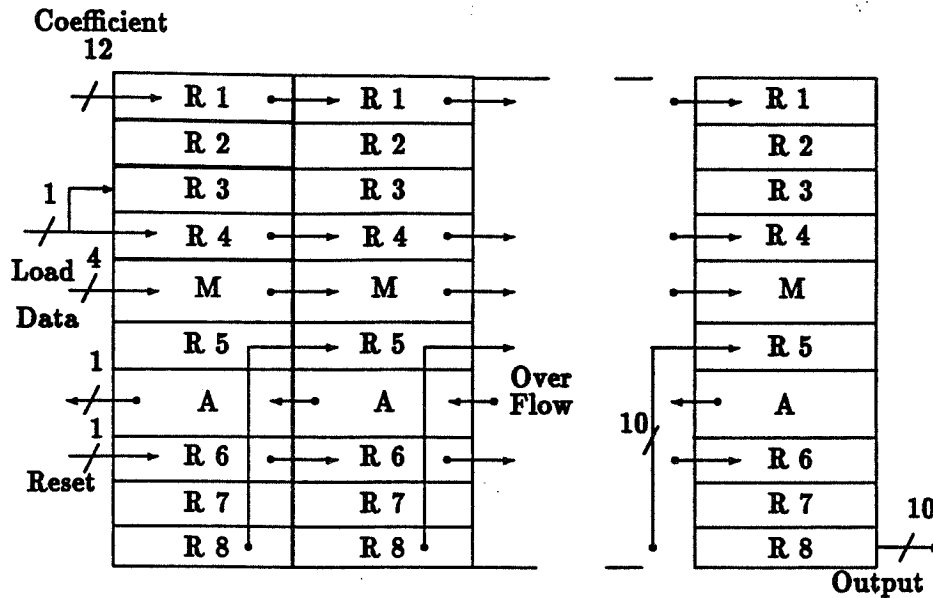 Coefficient
12
R 1 R 1 R 1
R 2 R 2 R 2
1 R 3 R 3 R 3
R 4 R 4 R 4
Load 4
M M M
Data
R 5 R 5 R 5
1
Over
A A A
Flow
1 10
R 6 R 6 R 6
Reset
R 7 R 7 R 7
10
R 8 R 8 R 8
Output